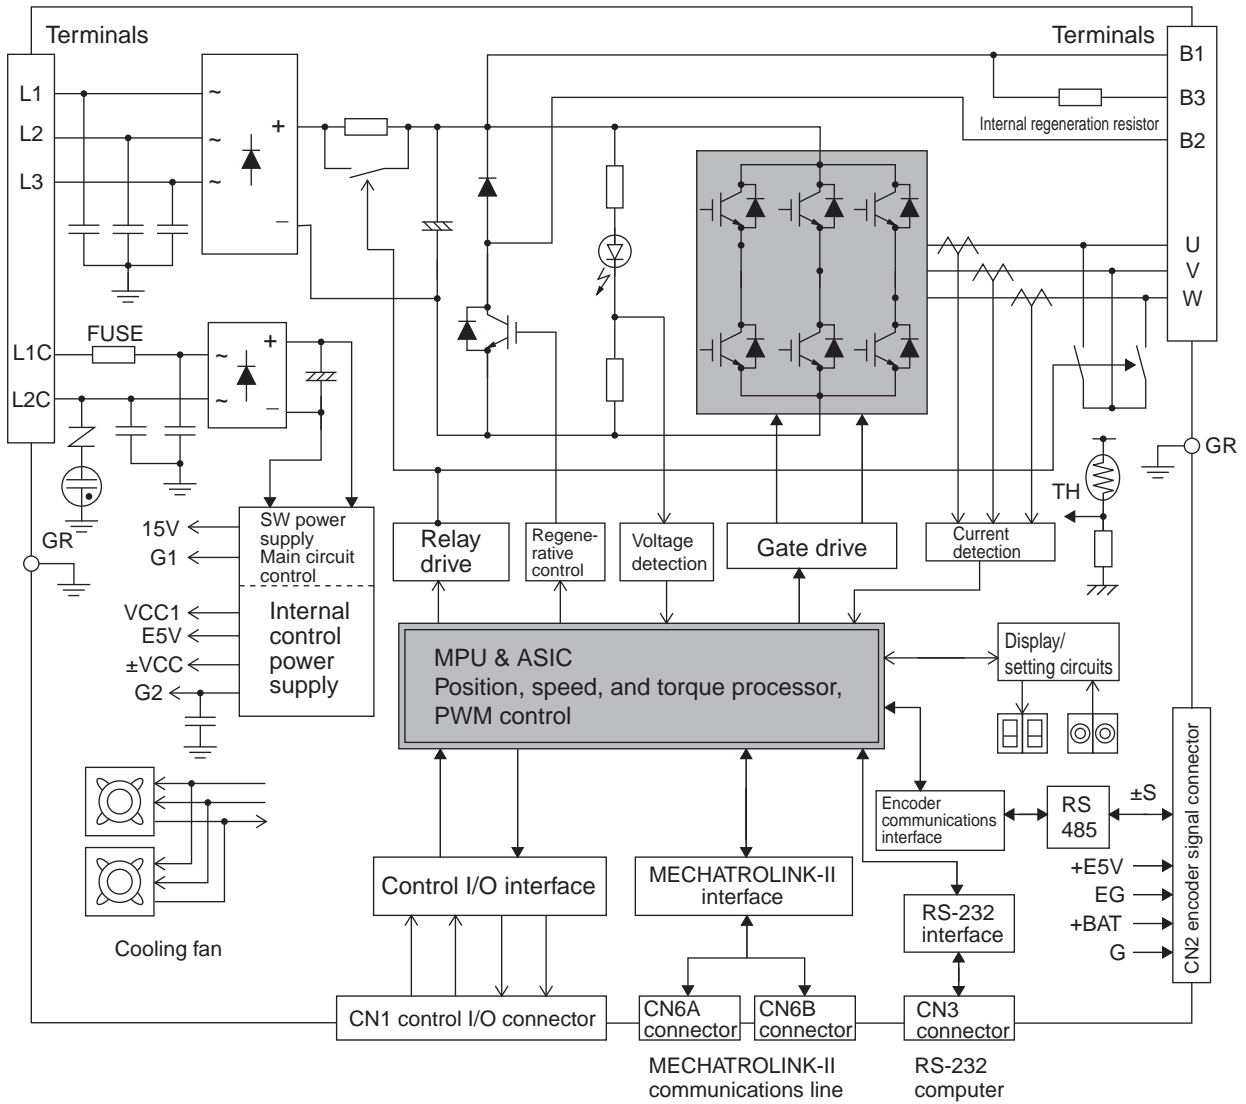 Terminals
Terminals
B1
L1
~
B3
+
Internal regeneration resistor
L2
~
B2
L3
~
–
U
V
W
FUSE
L1C
~
+
L2C
~
–
GR
TH
15V
G1
SW power
supply
Main circuit
control
Relay
drive
Regene-
rative
control
Voltage
detection
Gate drive
Current
detection
GR
VCC1
E5V
±VCC
G2
Internal
control
power
supply
MPU & ASIC
Position, speed, and torque processor,
PWM control
Display/
setting circuits
Encoder
communications
interface
RS
485
±S
+E5V
EG
+BAT
G
CN2 encoder signal connector
Control I/O interface
MECHATROLINK-II
interface
RS-232
interface
Cooling fan
CN1 control I/O connector
CN6A
connector
CN6B
connector
CN3
connector
MECHATROLINK-II
communications line
RS-232
computer